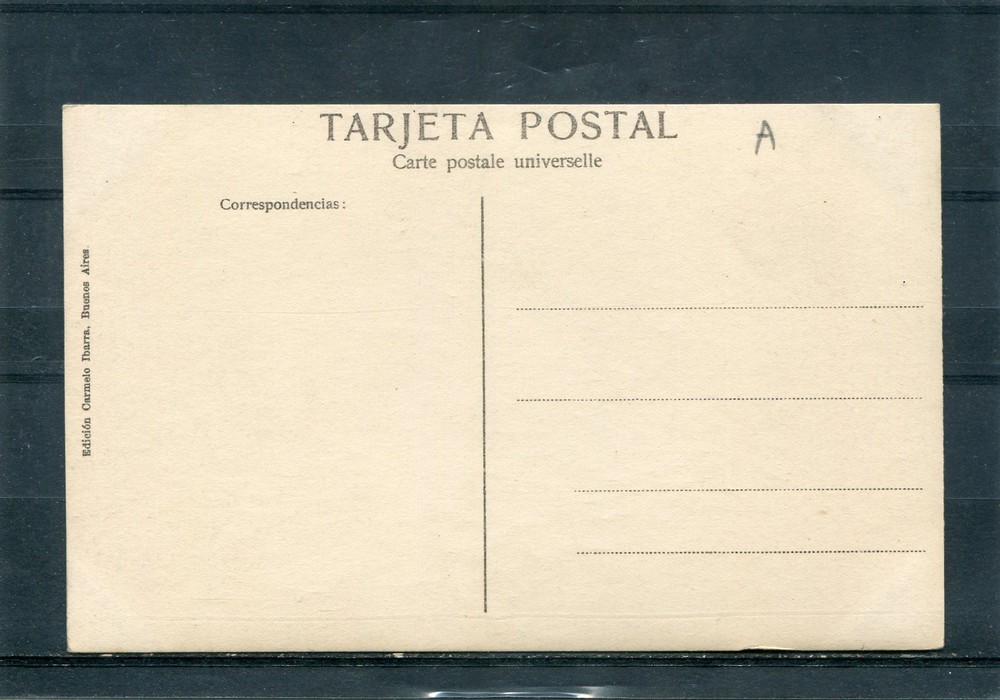 TARJETA POSTAL
A
Carte postale universelle
Correspondencias:
Edición Carmelo Ibarra, Buenos Aires.